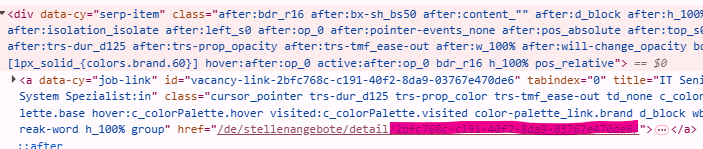 <div data-cy="serp-item" class="after:bdr_r16 after:bx-sh_bs50 after:content_"" after:d_block after:h_100%
after:isolation_isolate after:left_s0 after:op_0 after:pointer-events_none after:pos_absolute after:top_s0
after:trs-dur_d125 after:trs-prop_opacity after:trs-tmf_ease-out after:w_100% after:will-change_opacity
[1px_solid_{colors.brand.60}] hover:after:op_0 active:after:op_0 bdr_r16 h_100% pos_relative"> == $0
<a data-cy="job-link" id="vacancy-link-2bfc768c-c191-40f2-8da9-03767e470de6" tabindex="0" title="IT Seni
System Spezialist:in" class="cursor_pointer trs-dur_d125 trs-prop_color trs-tmf_ease-out td_none c_color
lette.base hover:c_colorPalette.hover visited:c_colorPalette.visited color-palette_link.brand d_block
reak-word h_100% group" href="/de/stellenangebote/detail/2bfc768c-c191-40f2-8da9-03767e470de6/">…</a>
::after